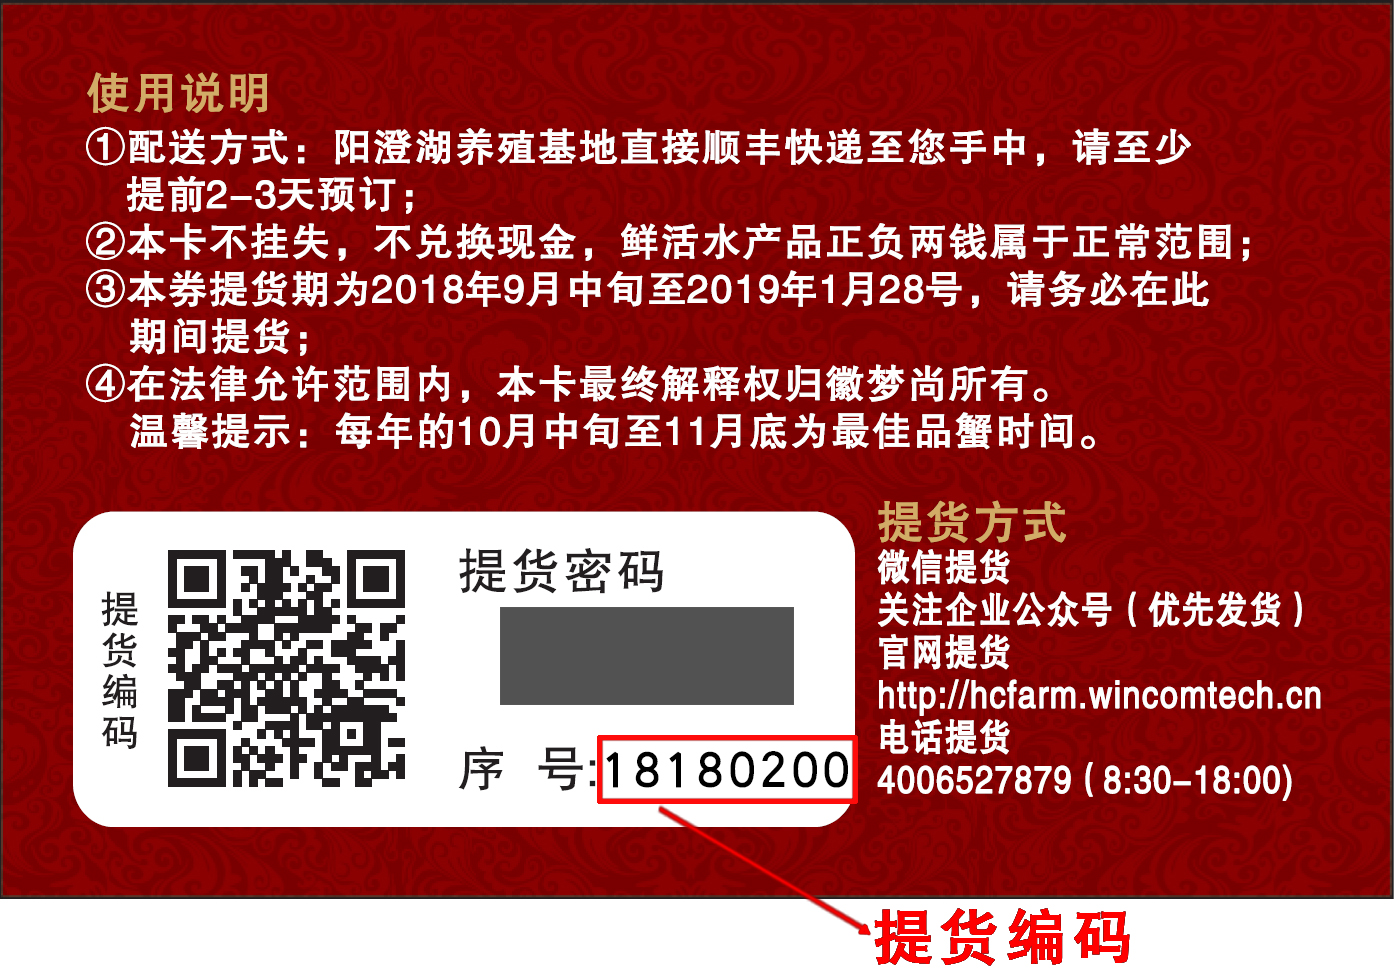 使用说明
①配送方式：阳澄湖养殖基地直接顺丰快递至您手中，请至少
提前2-3天预订；
②本卡不挂失，不兑换现金，鲜活水产品正负两钱属于正常范围；
③本券提货期为2018年9月中旬至2019年1月28号，请务必在此
期间提货；
④在法律允许范围内，本卡最终解释权归徽梦尚所有。
温馨提示：每年的10月中旬至11月底为最佳品蟹时间。
提货编码
提货密码
序 号:18180200
提货方式
微信提货
关注企业公众号（优先发货）
官网提货
http://hcfarm.wincomtech.cn
电话提货
4006527879（8:30-18:00)
提货编码